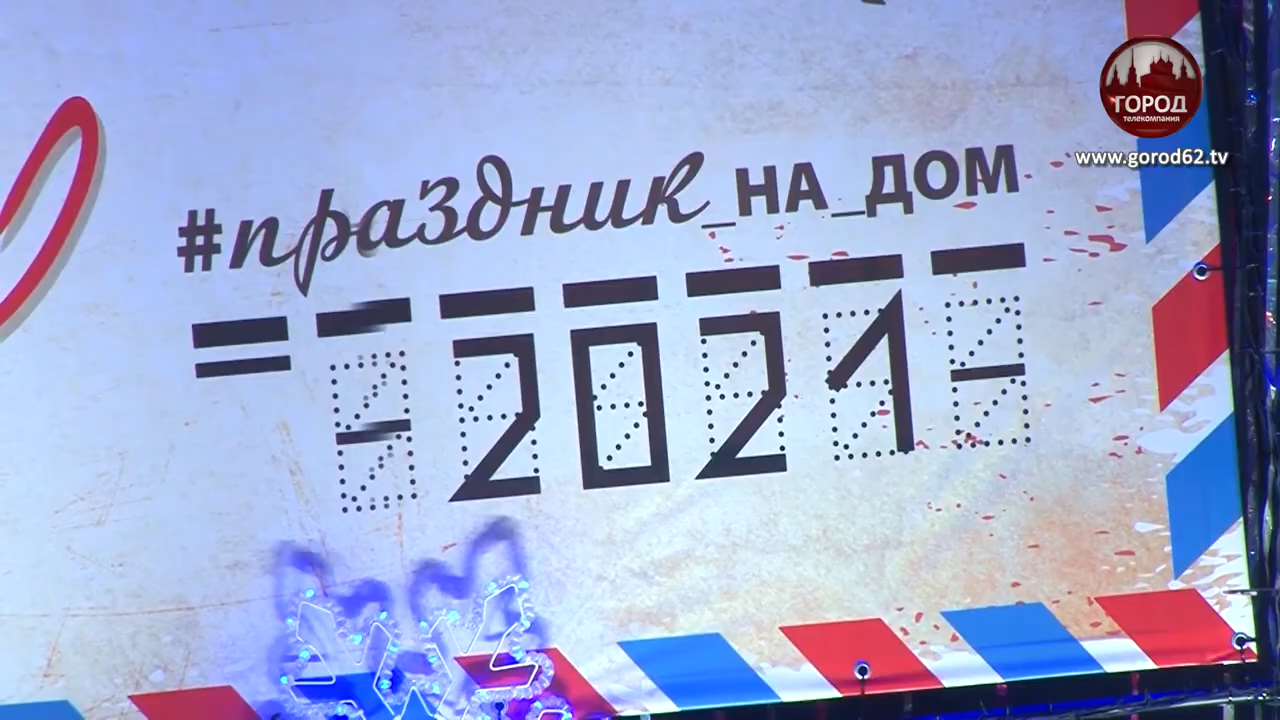 ГОРОД
телекомпания
www.gorod62.tv
#праздник_НА_ДОМ
-2021-